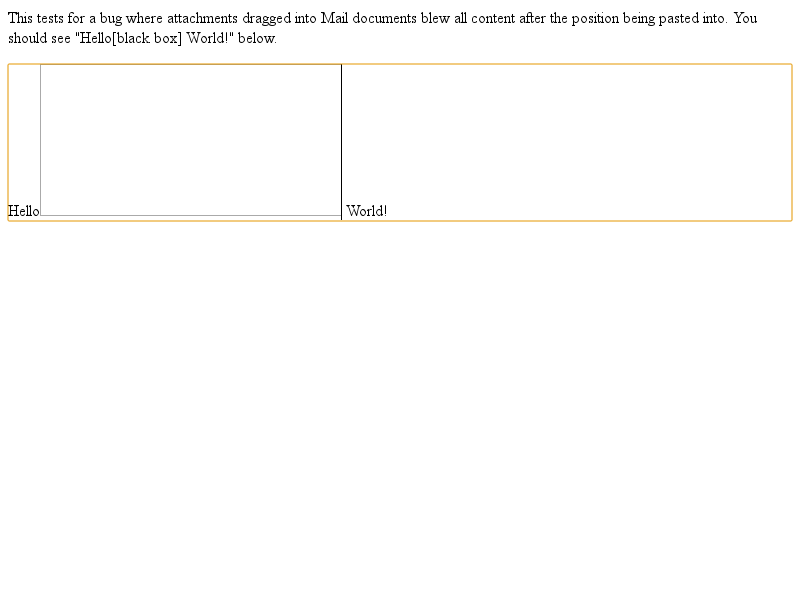 This tests for a bug where attachments dragged into Mail documents blew all content after the position being pasted into. You
should see "Hello[black box] World!" below.
Hello World!